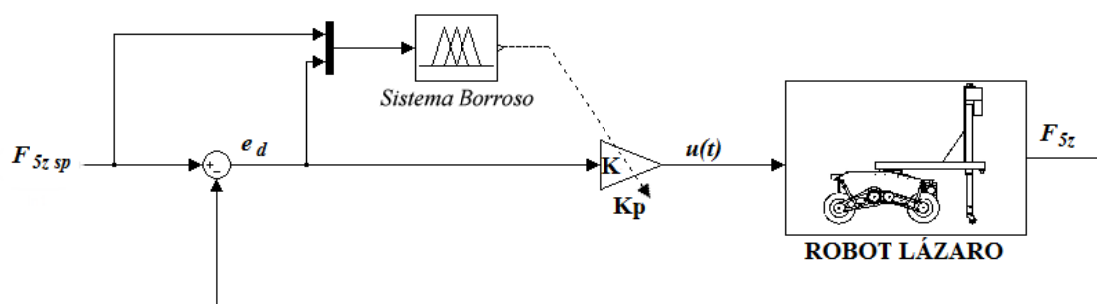 Sistema Borroso
F 5z sp
+
−
e d
K
Kp
u(t)
F 5z
ROBOT LÁZARO